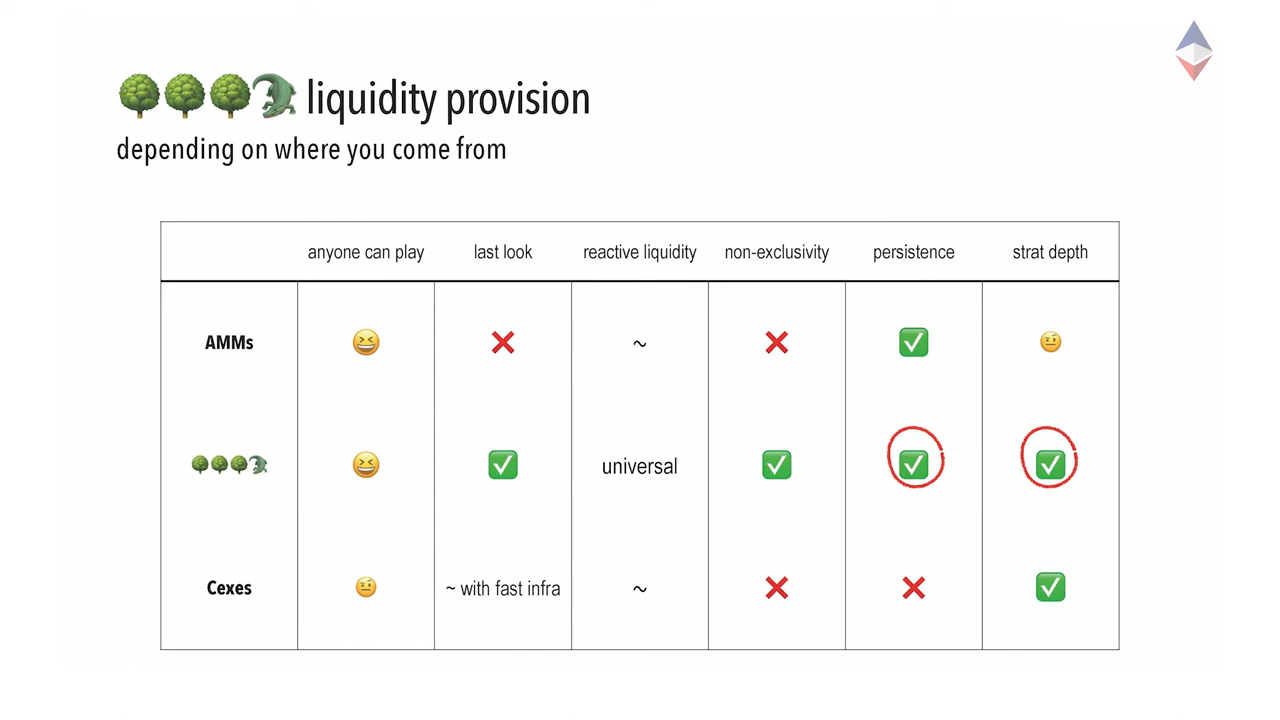 🌳🌳🌳🐊 liquidity provision
depending on where you come from
anyone can play last look reactive liquidity non-exclusivity persistence strat depth
AMMs 😆 ❌ ~ ❌ ✅ 🤨
🌳🌳🌳🐊 😆 ✅ universal ✅ ✅ ✅
Cexes 🤨 ~ with fast infra ~ ❌ ❌ ✅